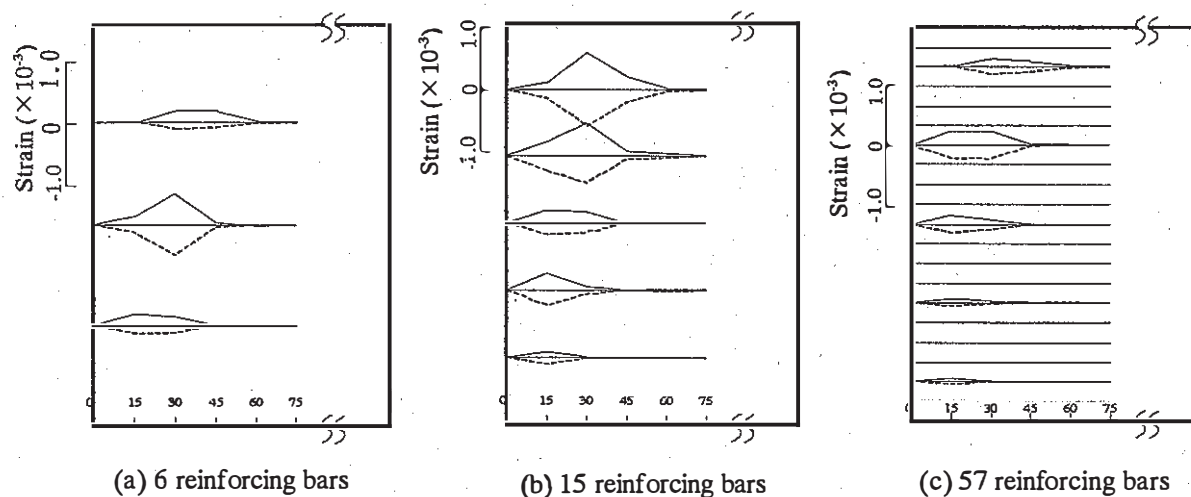 Strain (×10⁻³)
1.0
0
-1.0
0 15 30 45 60 75
(a) 6 reinforcing bars
Strain (×10⁻³)
1.0
0
-1.0
0 15 30 45 60 75
(b) 15 reinforcing bars
Strain (×10⁻³)
1.0
0
-1.0
0 15 30 45 60 75
(c) 57 reinforcing bars